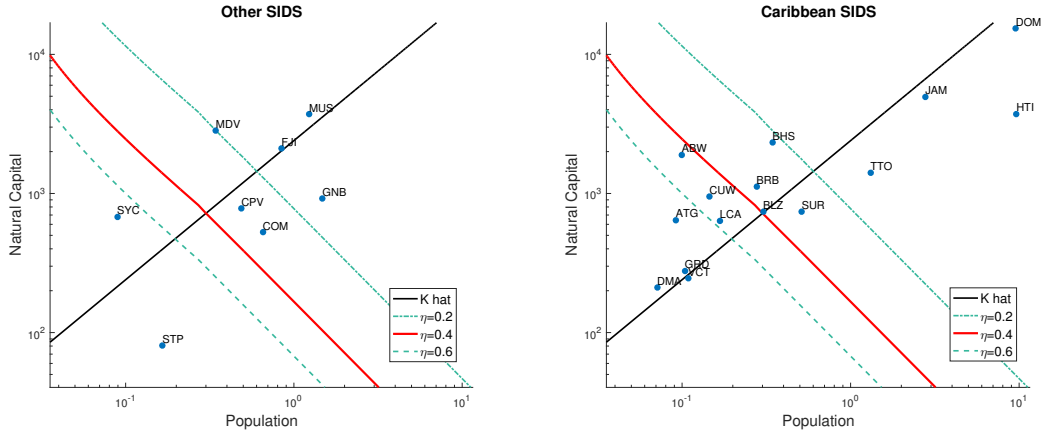 Other SIDS
Natural Capital
10^4
10^3
10^2
MUS
MDV
FJI
GNB
CPV
SYC
COM
STP
K hat
η=0.2
η=0.4
η=0.6
10^-1
10^0
10^1
Population
Caribbean SIDS
Natural Capital
10^4
10^3
10^2
DOM
JAM
HTI
BHS
ABW
TTO
BRB
CUW
BLZ
SUR
ATG
LCA
GRD
VCT
DMA
K hat
η=0.2
η=0.4
η=0.6
10^-1
10^0
10^1
Population